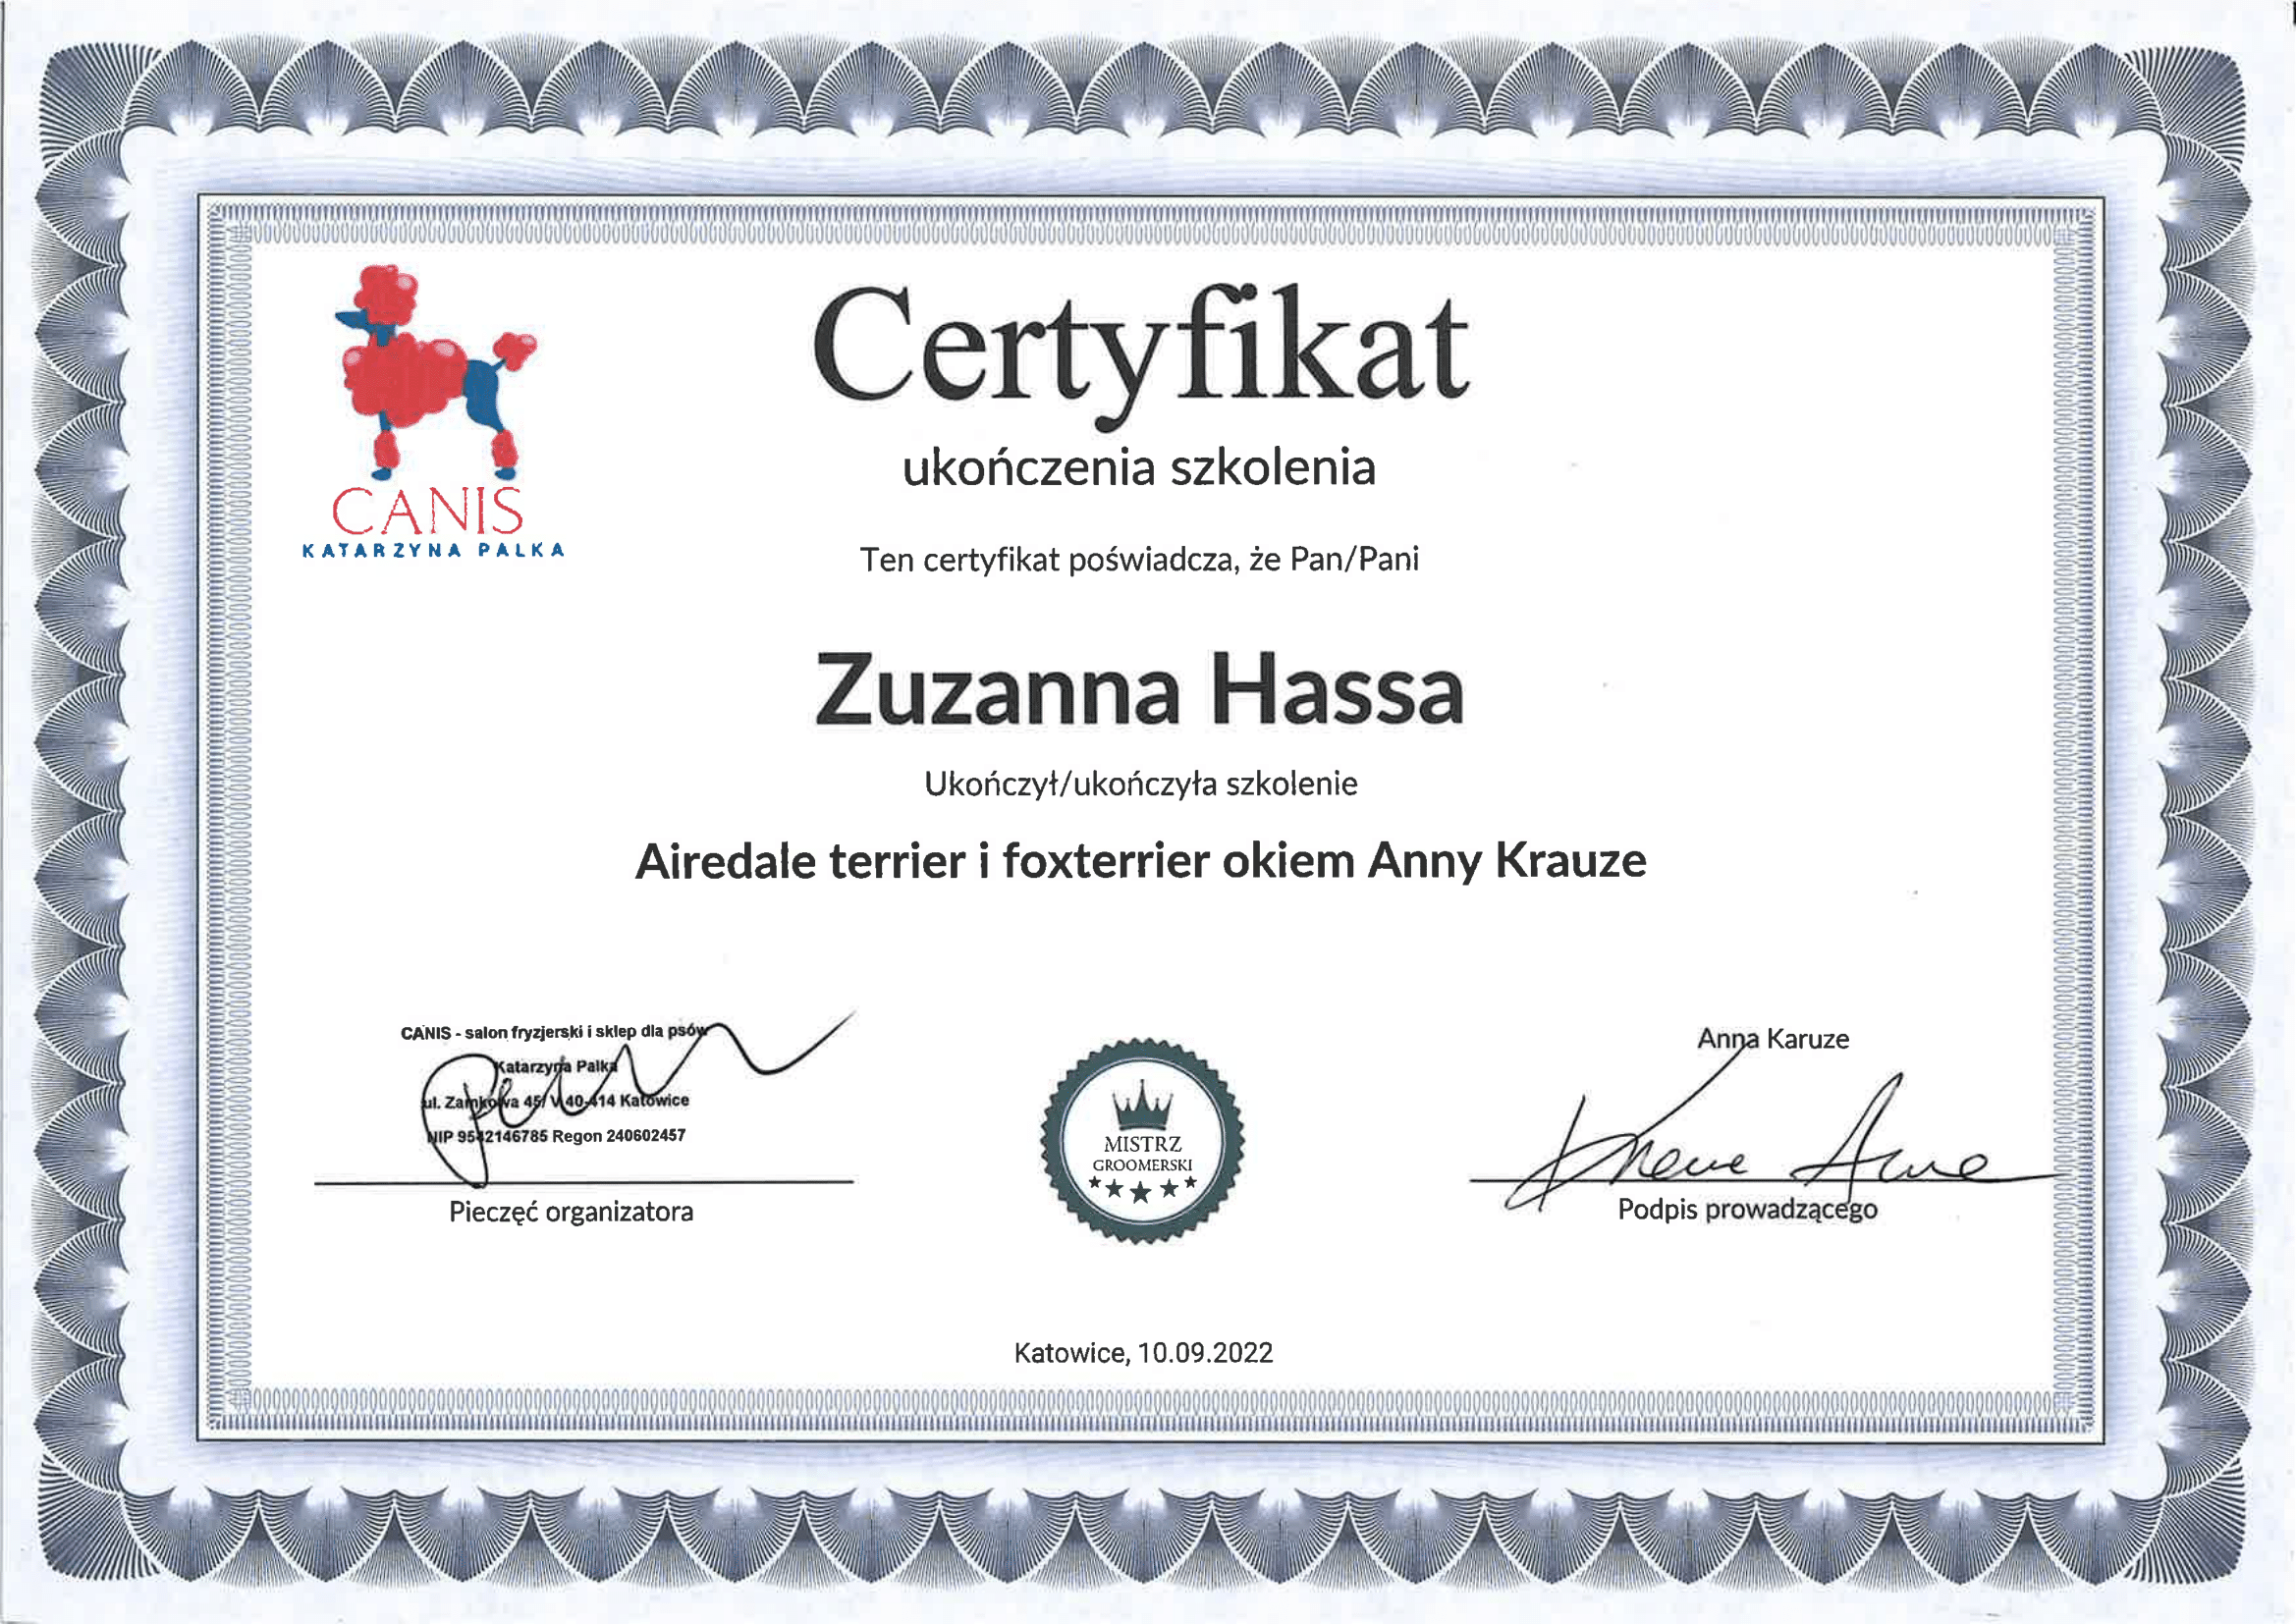 CANIS
KATARZYNA PALKA
Certyfikat
ukończenia szkolenia
Ten certyfikat poświadcza, że Pan/Pani
Zuzanna Hassa
Ukończył/ukończyła szkolenie
Airedale terrier i foxterrier okiem Anny Krauze
CANIS - salon fryzjerski i sklep dla psów
Katarzyna Palka
ul. Zamkowa 45/ 40-414 Katowice
NIP 9542146785 Regon 240602457
Pieczęć organizatora
MISTRZ
GROOMERSKI
Anna Karuze
Podpis prowadzącego
Katowice, 10.09.2022